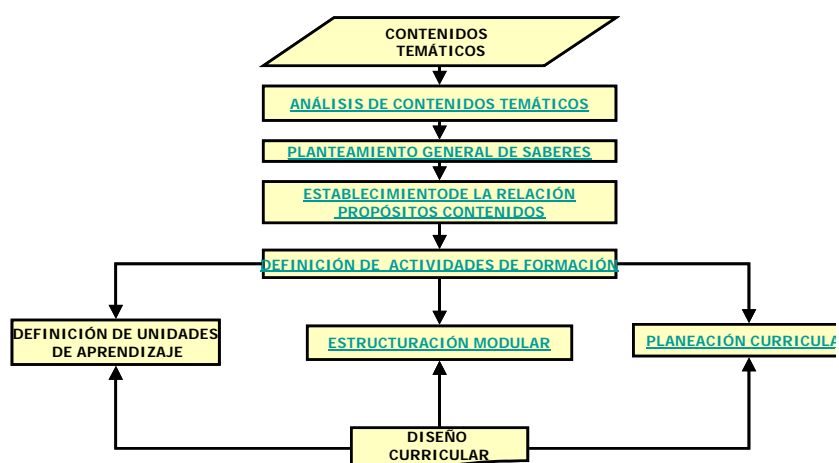 CONTENIDOS
TEMÁTICOS
ANÁLISIS DE CONTENIDOS TEMÁTICOS
PLANTEAMIENTO GENERAL DE SABERES
ESTABLECIMIENTODE LA RELACIÓN
PROPÓSITOS CONTENIDOS
DEFINICIÓN DE ACTIVIDADES DE FORMACIÓN
DEFINICIÓN DE UNIDADES
DE APRENDIZAJE
ESTRUCTURACIÓN MODULAR
PLANEACIÓN CURRICULA
DISEÑO
CURRICULAR